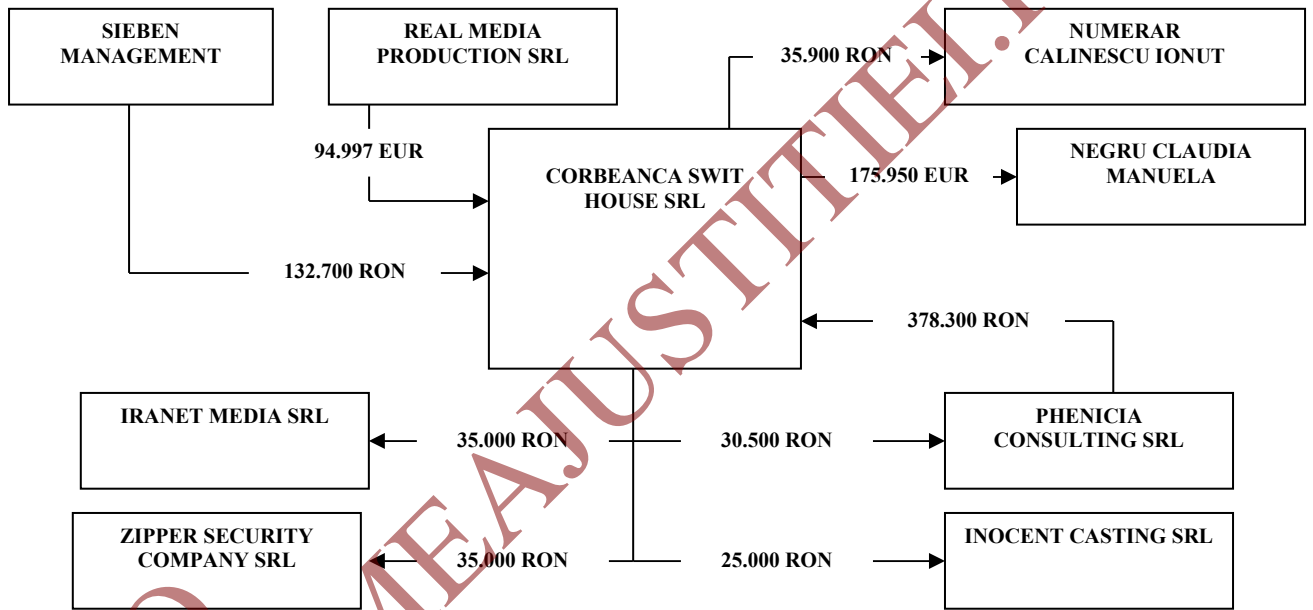 SIEBEN
MANAGEMENT
REAL MEDIA
PRODUCTION SRL
NUMERAR
CALINESCU IONUT
35.900 RON
94.997 EUR
CORBEANCA SWIT
HOUSE SRL
175.950 EUR
NEGRU CLAUDIA
MANUELA
132.700 RON
378.300 RON
IRANET MEDIA SRL
35.000 RON
30.500 RON
PHENICIA
CONSULTING SRL
ZIPPER SECURITY
COMPANY SRL
35.000 RON
25.000 RON
INOCENT CASTING SRL
MEAJUSTITIEI.